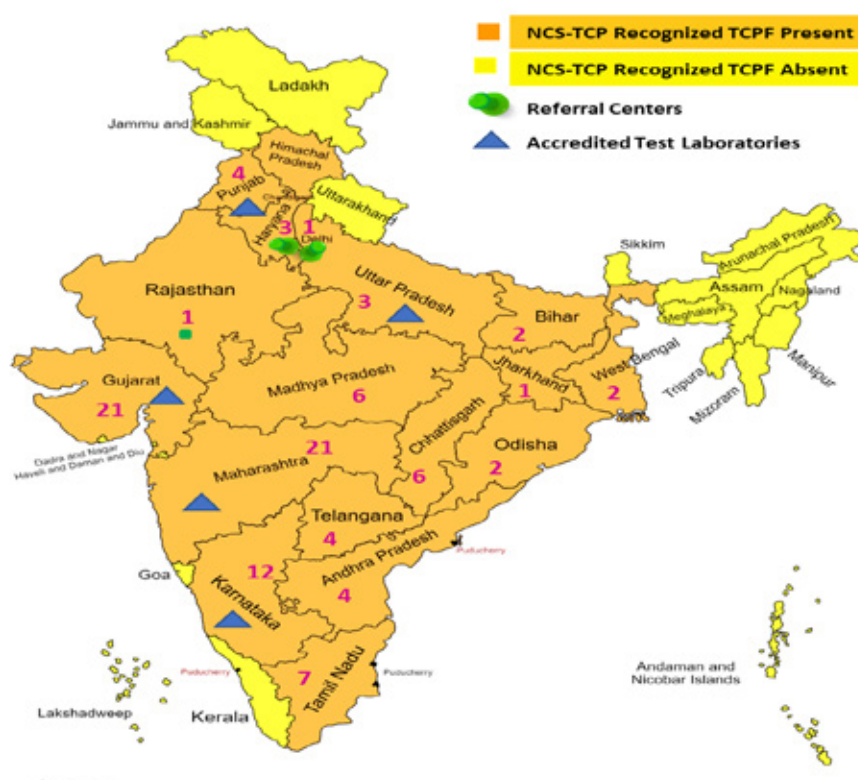 NCS-TCP Recognized TCPF Present
NCS-TCP Recognized TCPF Absent
Referral Centers
Accredited Test Laboratories
Ladakh
Jammu and Kashmir
Himachal
Pradesh
4
Punjab
Uttarakhand
Haryana
3
1
Delhi
Sikkim
Arunachal Pradesh
Assam
Nagaland
Meghalaya
Manipur
Tripura
Mizoram
Rajasthan
1
Uttar Pradesh
3
Bihar
2
Gujarat
21
Madhya Pradesh
6
Jharkhand
1
West Bengal
2
Chhattisgarh
6
Dadra and Nagar
Haveli and Daman and Diu
Maharashtra
21
Odisha
2
Telangana
4
Andhra Pradesh
4
Puducherry
Goa
12
Karnataka
Puducherry
7
Tamil Nadu
Puducherry
Andaman and
Nicobar Islands
Lakshadweep
Kerala